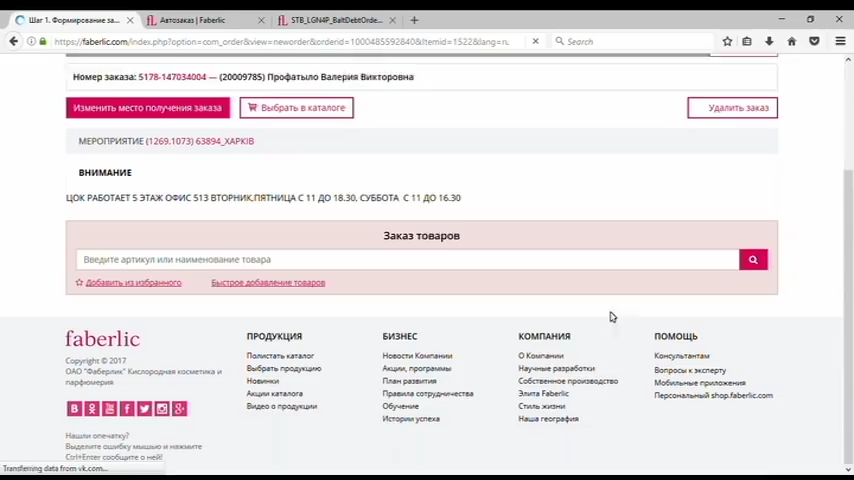 Шаг 1. Формирование за...
Автозаказ | Faberlic
STB_LGN4P_BaltDebtOrde...
https://faberlic.com/index.php?option=com_order&view=neworder&orderid=1000485592840&Itemid=1522&lang=ru
Search
Номер заказа: 5178-147034004 — (20009785) Профатыло Валерия Викторовна
Изменить место получения заказа
Выбрать в каталоге
Удалить заказ
МЕРОПРИЯТИЕ (1269.1073) 63894_ХАРКІВ
ВНИМАНИЕ
ЦОК РАБОТАЕТ 5 ЭТАЖ ОФИС 513 ВТОРНИК,ПЯТНИЦА С 11 ДО 18.30, СУББОТА С 11 ДО 16.30
Заказ товаров
Введите артикул или наименование товара
Добавить из избранного
Быстрое добавление товаров
faberlic
Copyright © 2017
ОАО "Фаберлик" Кислородная косметика и
парфюмерия
Нашли опечатку?
Выделите ошибку мышью и нажмите
Ctrl+Enter сообщите о ней!
ПРОДУКЦИЯ
Полистать каталог
Выбрать продукцию
Новинки
Акции каталога
Видео о продукции
БИЗНЕС
Новости Компании
Акции, программы
План развития
Правила сотрудничества
Обучение
Истории успеха
КОМПАНИЯ
О Компании
Научные разработки
Собственное производство
Элита Faberlic
Стиль жизни
Наша география
ПОМОЩЬ
Консультантам
Вопросы к эксперту
Мобильные приложения
Персональный shop.faberlic.com
Transferring data from vk.com...